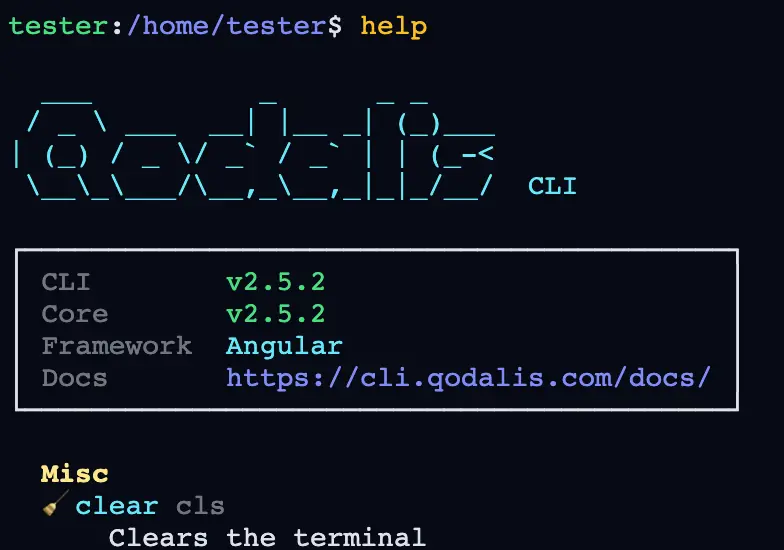 tester:/home/tester$ help
Qodalis CLI
CLI v2.5.2
Core v2.5.2
Framework Angular
Docs https://cli.qodalis.com/docs/
Misc
clear cls
Clears the terminal